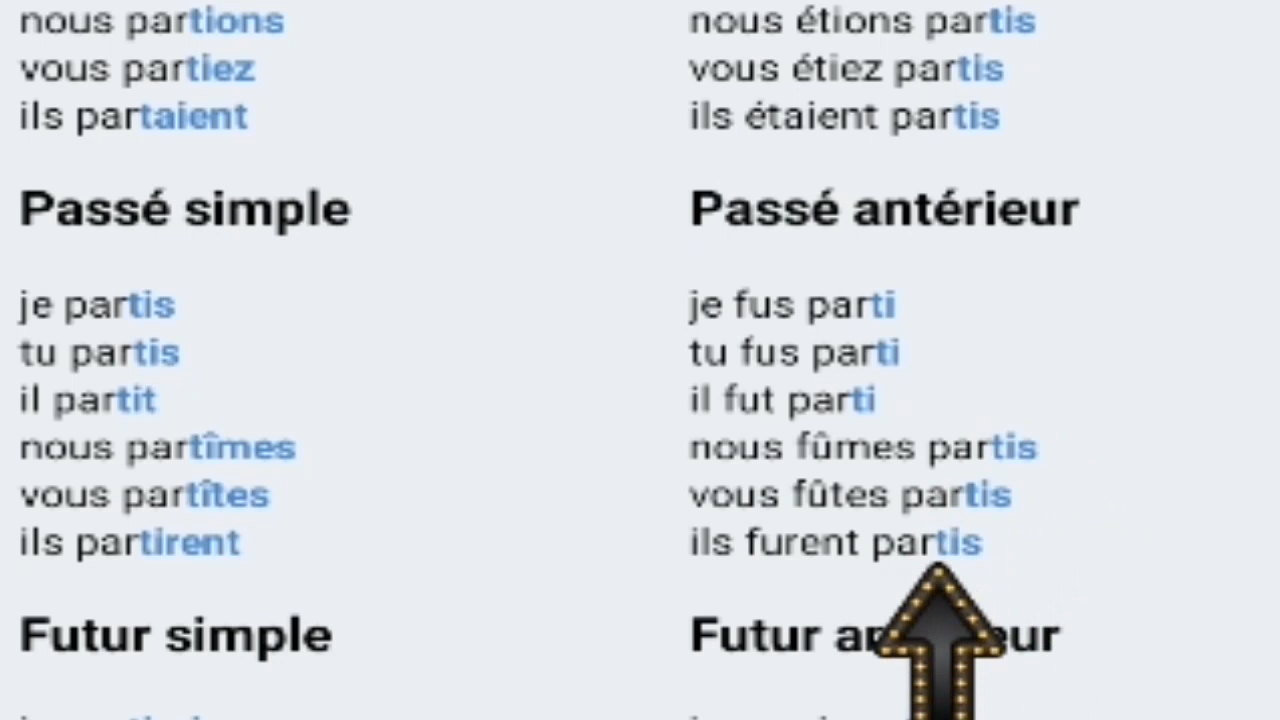 nous partions
vous partiez
ils partaient
Passé simple
je partis
tu partis
il partit
nous partîmes
vous partîtes
ils partirent
Futur simple
nous étions partis
vous étiez partis
ils étaient partis
Passé antérieur
je fus parti
tu fus parti
il fut parti
nous fûmes partis
vous fûtes partis
ils furent partis
Futur